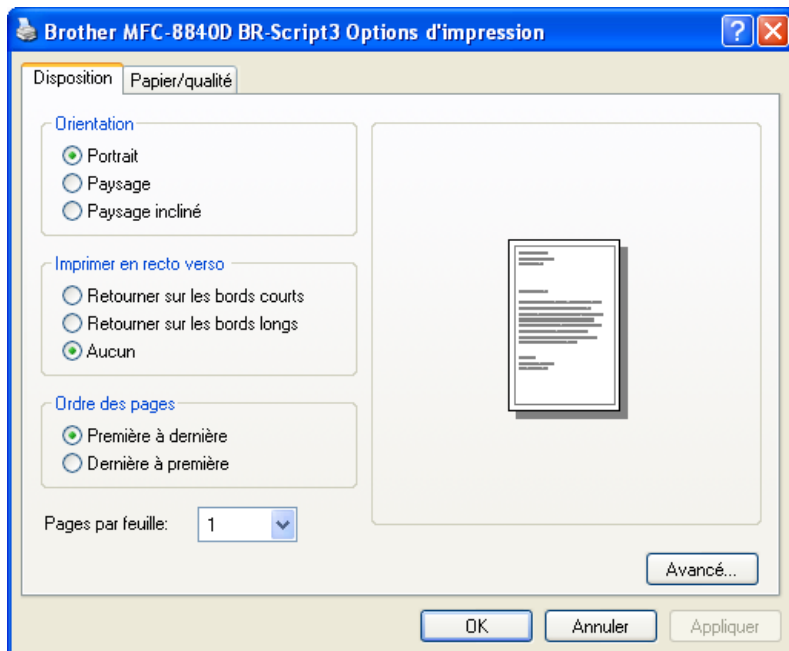 Brother MFC-8840D BR-Script3 Options d'impression
Disposition
Papier/qualité
Orientation
Portrait
Paysage
Paysage incliné
Imprimer en recto verso
Retourner sur les bords courts
Retourner sur les bords longs
Aucun
Ordre des pages
Première à dernière
Dernière à première
Pages par feuille: 1
Avancé...
OK
Annuler
Appliquer